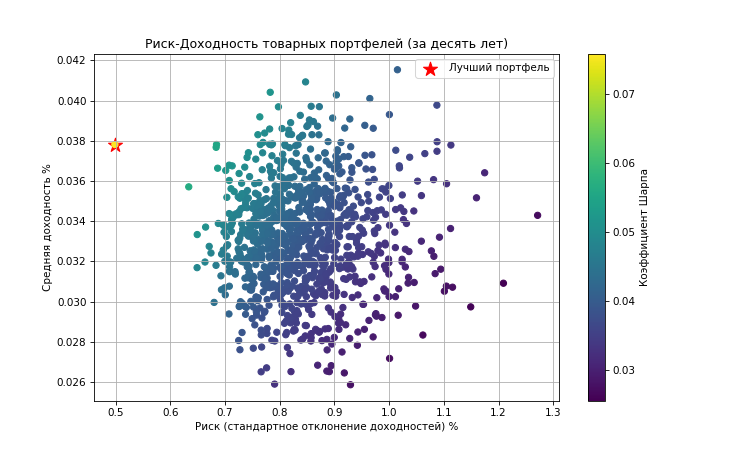 Риск-Доходность товарных портфелей (за десять лет)
Лучший портфель
Средняя доходность %
0.042
0.040
0.038
0.036
0.034
0.032
0.030
0.028
0.026
0.5 0.6 0.7 0.8 0.9 1.0 1.1 1.2 1.3
Риск (стандартное отклонение доходностей) %
0.07
0.06
0.05
0.04
0.03
Коэффициент Шарпа